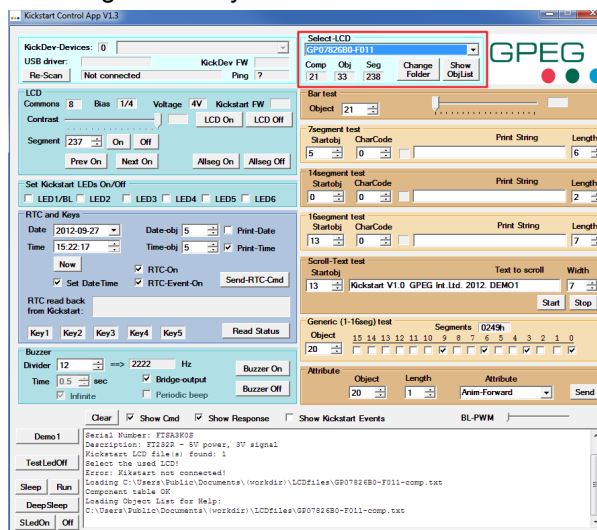 Kickstart Control App V1.3
KickDev-Devices: 0
USB driver: KickDev FW
Re-Scan Not connected Ping ?
Select-LCD
GP07826B0-F011
Comp Obj Seg
21 33 238
Change Folder
Show ObjList
GPEG
LCD
Commons 8 Bias 1/4 Voltage 4V Kickstart FW
Contrast LCD On LCD Off
Segment 237 On Off
Prev On Next On Allseg On Allseg Off
Set Kickstart LEDs On/Off
LED1/BL LED2 LED3 LED4 LED5 LED6
RTC and Keys
Date 2012-09-27 Date-obj 5 Print-Date
Time 15:22:17 Time-obj 5 Print-Time
Now RTC-On
Set DateTime RTC-Event-On Send-RTC-Cmd
RTC read back
from Kickstart:
Key1 Key2 Key3 Key4 Key5 Read Status
Buzzer
Divider 12 ==> 2222 Hz Buzzer On
Time 0.5 sec Bridge-output Buzzer Off
Infinite Periodic beep
Bar test
Object 21
7segment test
Startobj CharCode Print String Length
5 0 6
14segment test
Startobj CharCode Print String Length
0 0 2
16segment test
Startobj CharCode Print String Length
13 0 7
Scroll-Text test
Startobj Text to scroll Width
13 Kickstart V1.0 GPEG Int.Ltd. 2012. DEMO1 7
Start Stop
Generic (1-16seg) test
Segments 0249h
Object 15 14 13 12 11 10 9 8 7 6 5 4 3 2 1 0
20
Attribute
Object Length Attribute
20 1 Anim-Forward Send
Clear Show Cmd Show Response Show Kickstart Events BL-PWM
Demo1
TestLedOff
Sleep Run
DeepSleep
SLedOn Off
Serial Number: FTSA3K0S
Description: FT232R - 5V power, 3V signal
Kickstart LCD file(s) found: 1
Select the used LCD!
Error: Kikstart not connected!
Loading C:\Users\Public\Documents\(workdir)\LCDfiles\GP07826B0-F011-comp.txt
Component table OK
Loading Object List for Help:
C:\Users\Public\Documents\(workdir)\LCDfiles\GP07826B0-F011-comp.txt